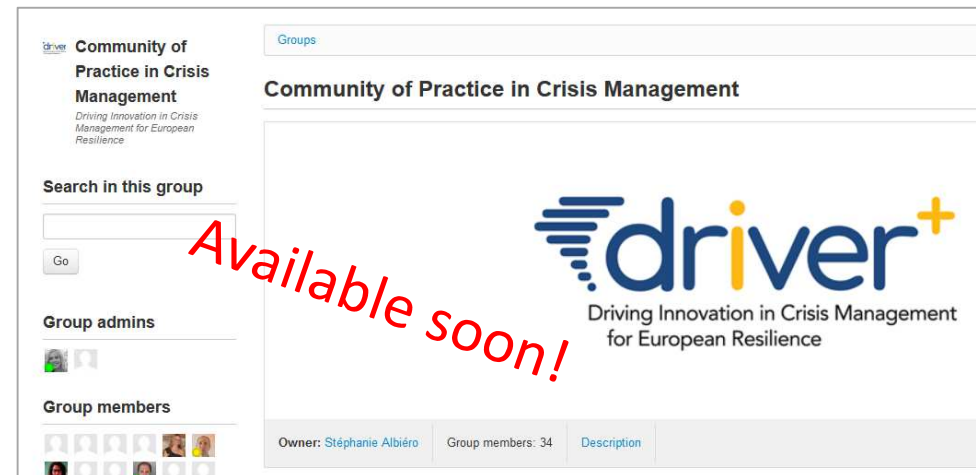 driver
Community of
Practice in Crisis
Management
Driving Innovation in Crisis
Management for European
Resilience
Search in this group
Go
Group admins
Group members
Groups
Community of Practice in Crisis Management
driver+
Driving Innovation in Crisis Management
for European Resilience
Available soon!
Owner: Stéphanie Albiéro
Group members: 34
Description